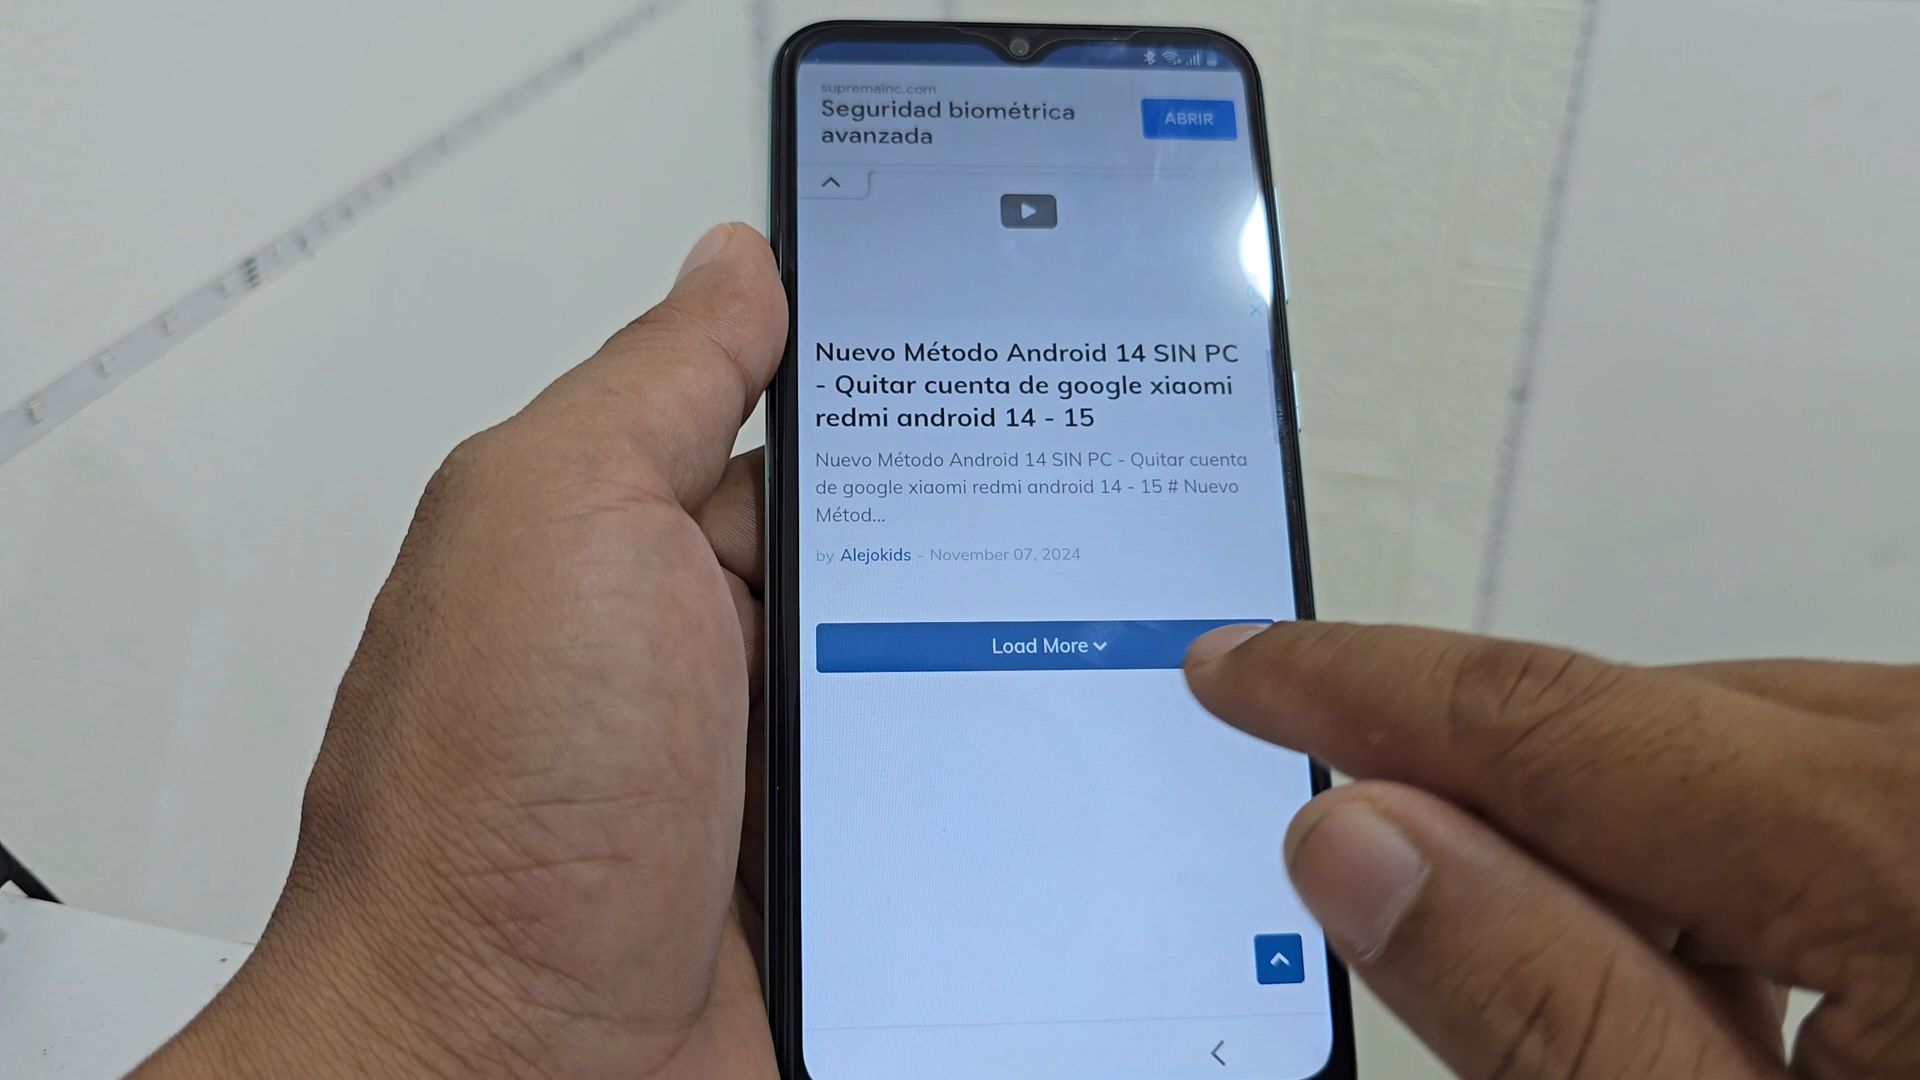 supremainc.com
Seguridad biométrica
avanzada
ABRIR
Nuevo Método Android 14 SIN PC
- Quitar cuenta de google xiaomi
redmi android 14 - 15
Nuevo Método Android 14 SIN PC - Quitar cuenta
de google xiaomi redmi android 14 - 15 # Nuevo
Métod...
by Alejokids - November 07, 2024
Load More